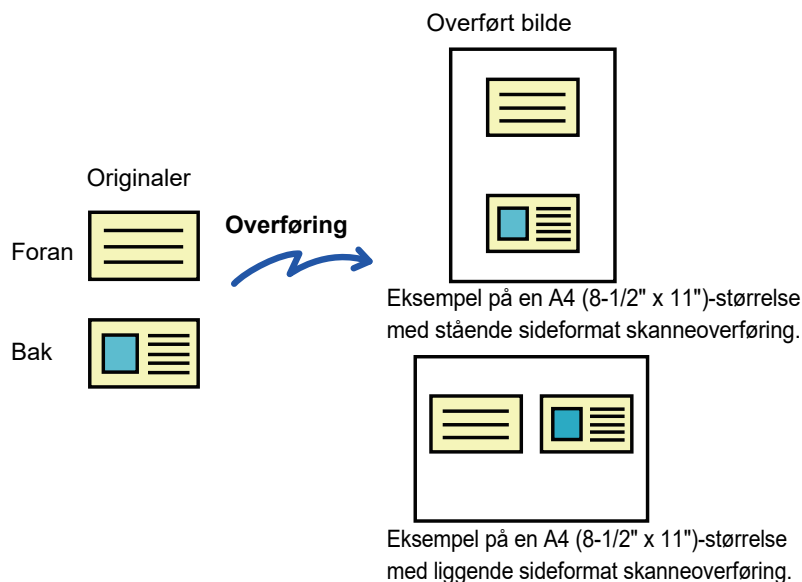 Overført bilde
Originaler
Foran
Overføring
Bak
Eksempel på en A4 (8-1/2" x 11")-størrelse
med stående sideformat skanneoverføring.
Eksempel på en A4 (8-1/2" x 11")-størrelse
med liggende sideformat skanneoverføring.